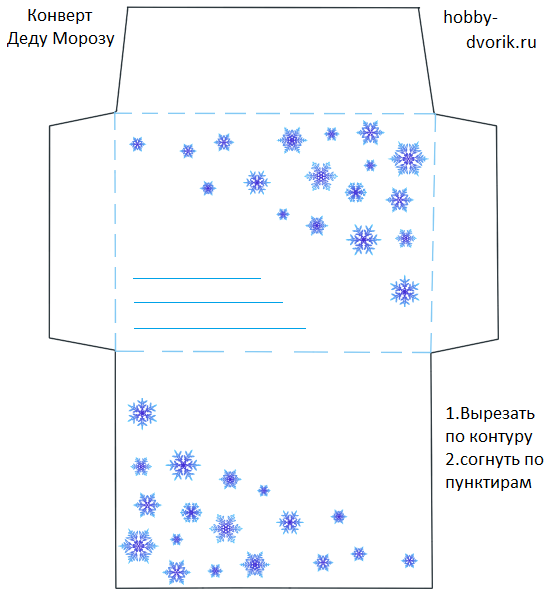 Конверт
Деду Морозу
hobby-
dvorik.ru
1.Вырезать
по контуру
2.согнуть по
пунктирам